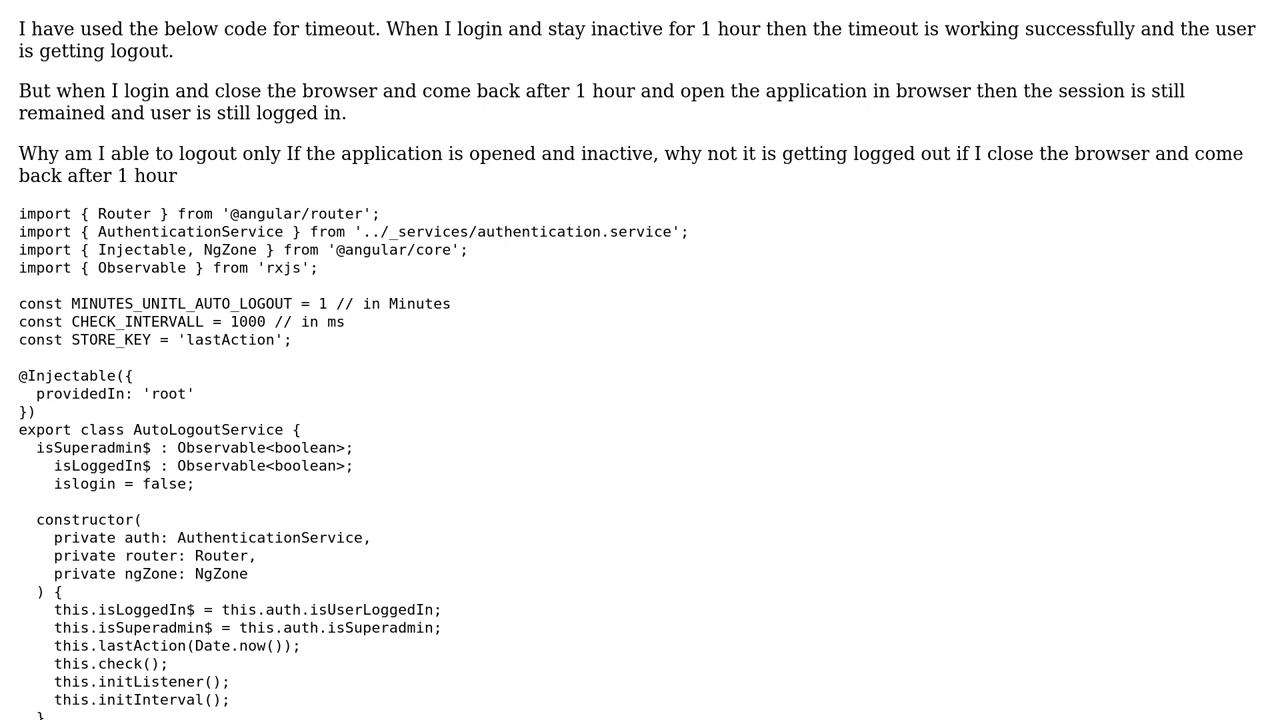 I have used the below code for timeout. When I login and stay inactive for 1 hour then the timeout is working successfully and the user
is getting logout.
But when I login and close the browser and come back after 1 hour and open the application in browser then the session is still
remained and user is still logged in.
Why am I able to logout only If the application is opened and inactive, why not it is getting logged out if I close the browser and come
back after 1 hour
import { Router } from '@angular/router';
import { AuthenticationService } from '../_services/authentication.service';
import { Injectable, NgZone } from '@angular/core';
import { Observable } from 'rxjs';
const MINUTES_UNITL_AUTO_LOGOUT = 1 // in Minutes
const CHECK_INTERVALL = 1000 // in ms
const STORE_KEY = 'lastAction';
@Injectable({
  providedIn: 'root'
})
export class AutoLogoutService {
  isSuperadmin$ : Observable<boolean>;
    isLoggedIn$ : Observable<boolean>;
    islogin = false;
  constructor(
    private auth: AuthenticationService,
    private router: Router,
    private ngZone: NgZone
  ) {
    this.isLoggedIn$ = this.auth.isUserLoggedIn;
    this.isSuperadmin$ = this.auth.isSuperadmin;
    this.lastAction(Date.now());
    this.check();
    this.initListener();
    this.initInterval();
  }